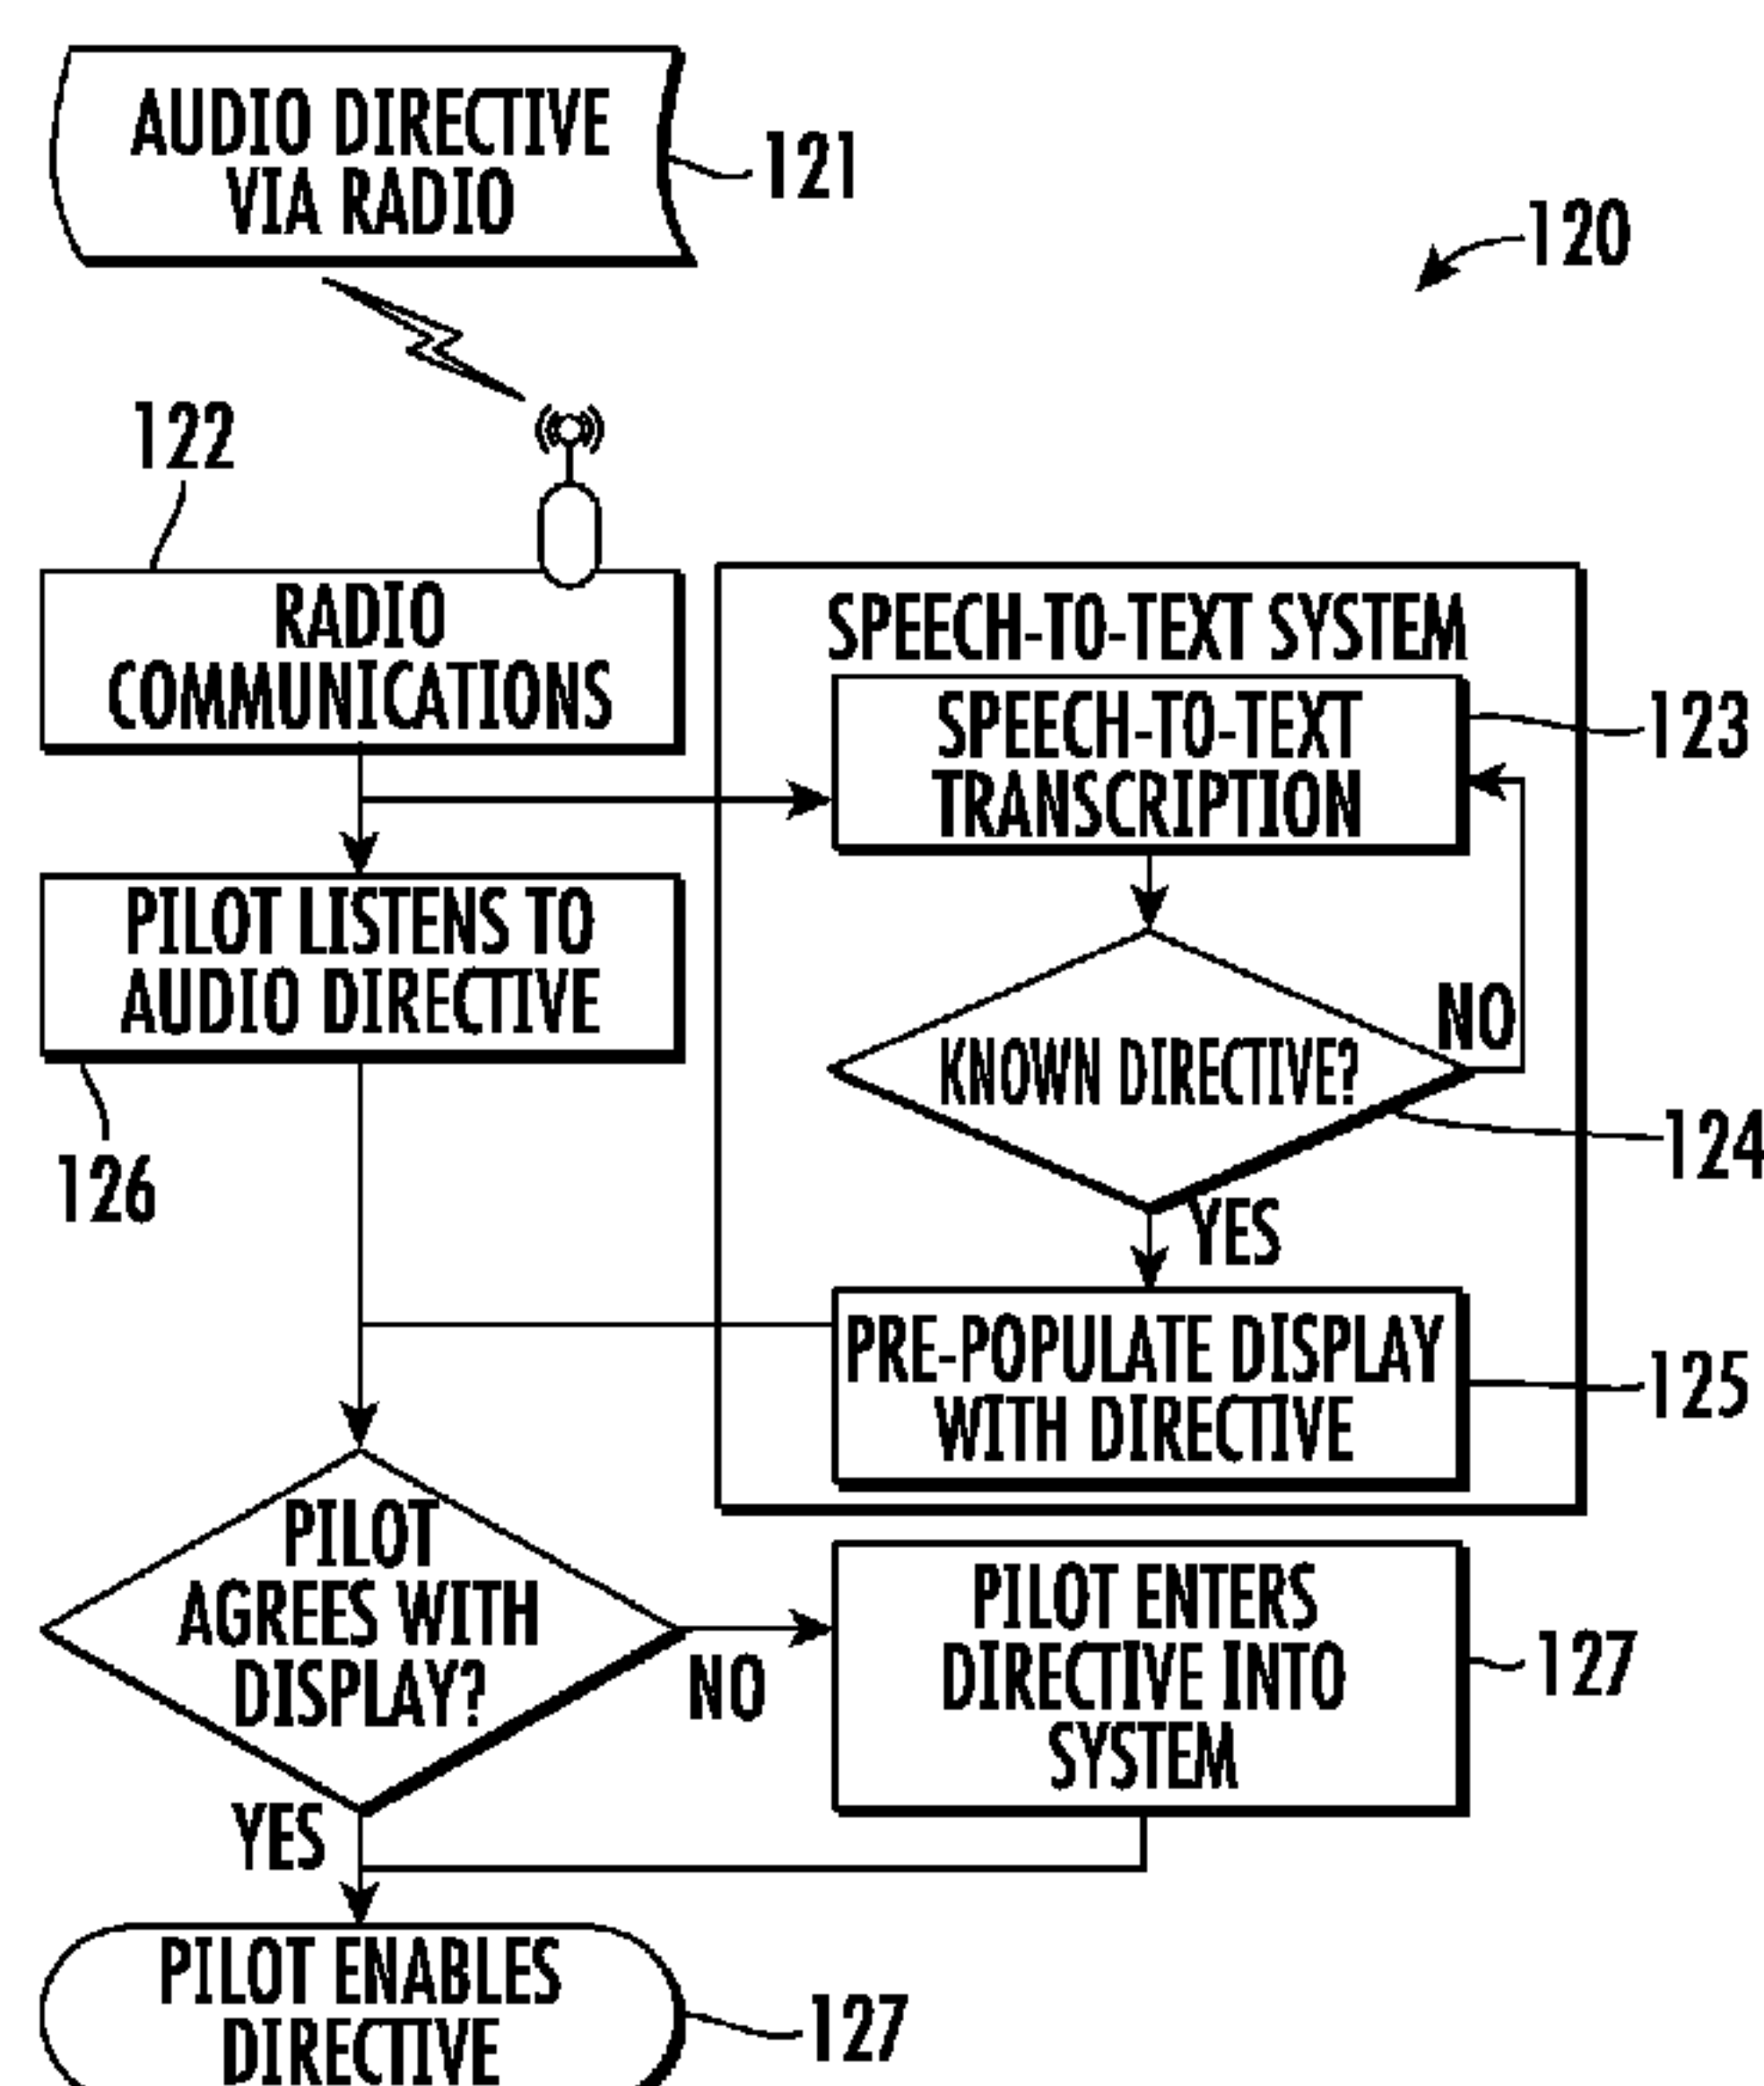 AUDIO DIRECTIVE
VIA RADIO
121
120
122
RADIO
COMMUNICATIONS
SPEECH-TO-TEXT SYSTEM
SPEECH-TO-TEXT
TRANSCRIPTION
123
PILOT LISTENS TO
AUDIO DIRECTIVE
126
KNOWN DIRECTIVE?
NO
124
YES
PRE-POPULATE DISPLAY
WITH DIRECTIVE
125
PILOT
AGREES WITH
DISPLAY?
NO
YES
PILOT ENTERS
DIRECTIVE INTO
SYSTEM
127
PILOT ENABLES
DIRECTIVE
127